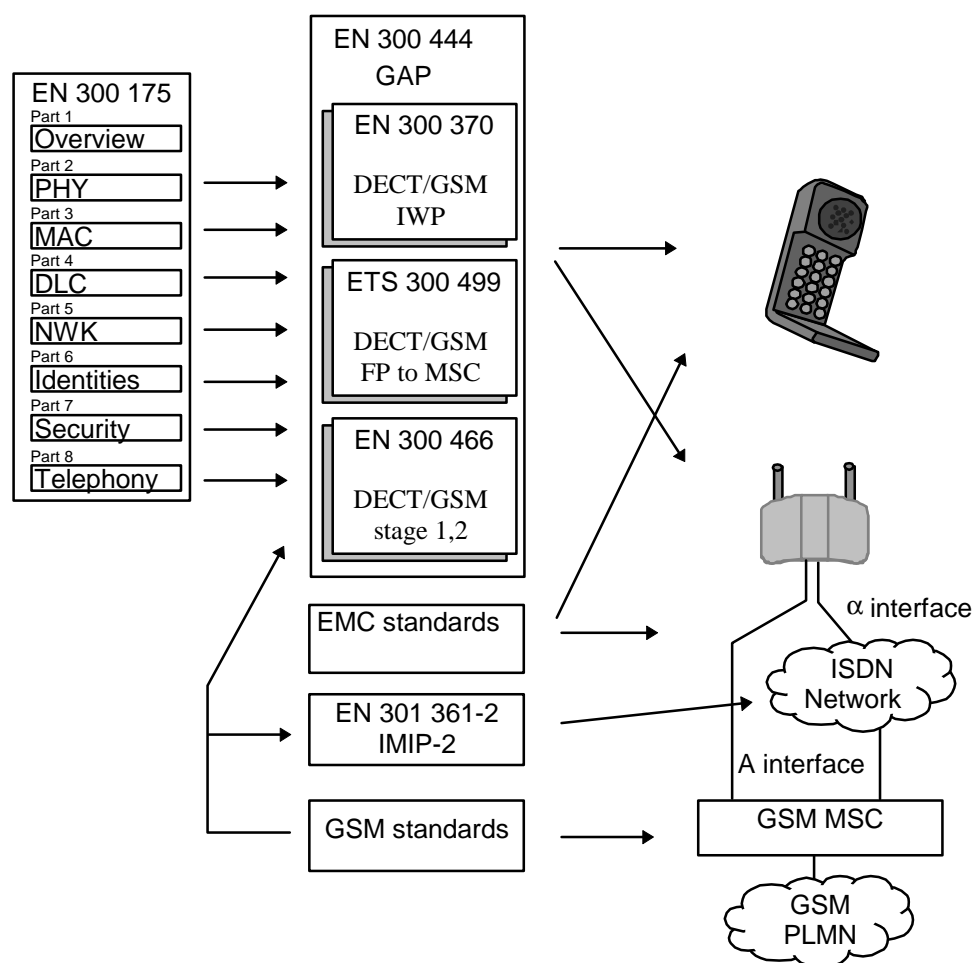 EN 300 175
Part 1
Overview
Part 2
PHY
Part 3
MAC
Part 4
DLC
Part 5
NWK
Part 6
Identities
Part 7
Security
Part 8
Telephony
EN 300 444
GAP
EN 300 370
DECT/GSM
IWP
ETS 300 499
DECT/GSM
FP to MSC
EN 300 466
DECT/GSM
stage 1,2
EMC standards
EN 301 361-2
IMIP-2
GSM standards
α interface
ISDN
Network
A interface
GSM MSC
GSM
PLMN